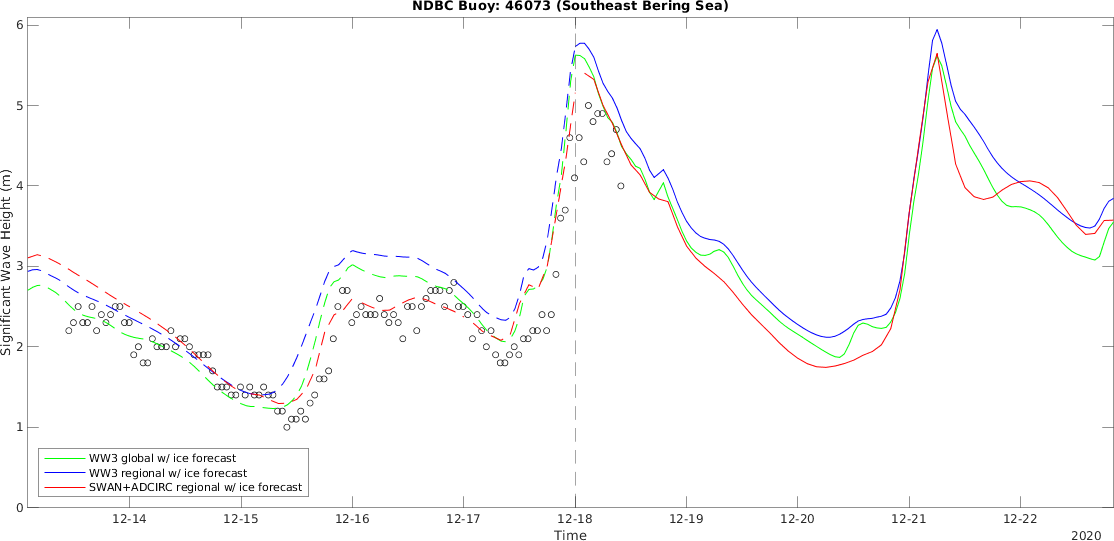 NDBC Buoy: 46073 (Southeast Bering Sea)
6
5
4
3
2
1
0
Significant Wave Height (m)
WW3 global w/ ice forecast
WW3 regional w/ ice forecast
SWAN+ADCIRC regional w/ ice forecast
12-14 12-15 12-16 12-17 12-18 12-19 12-20 12-21 12-22
Time
2020